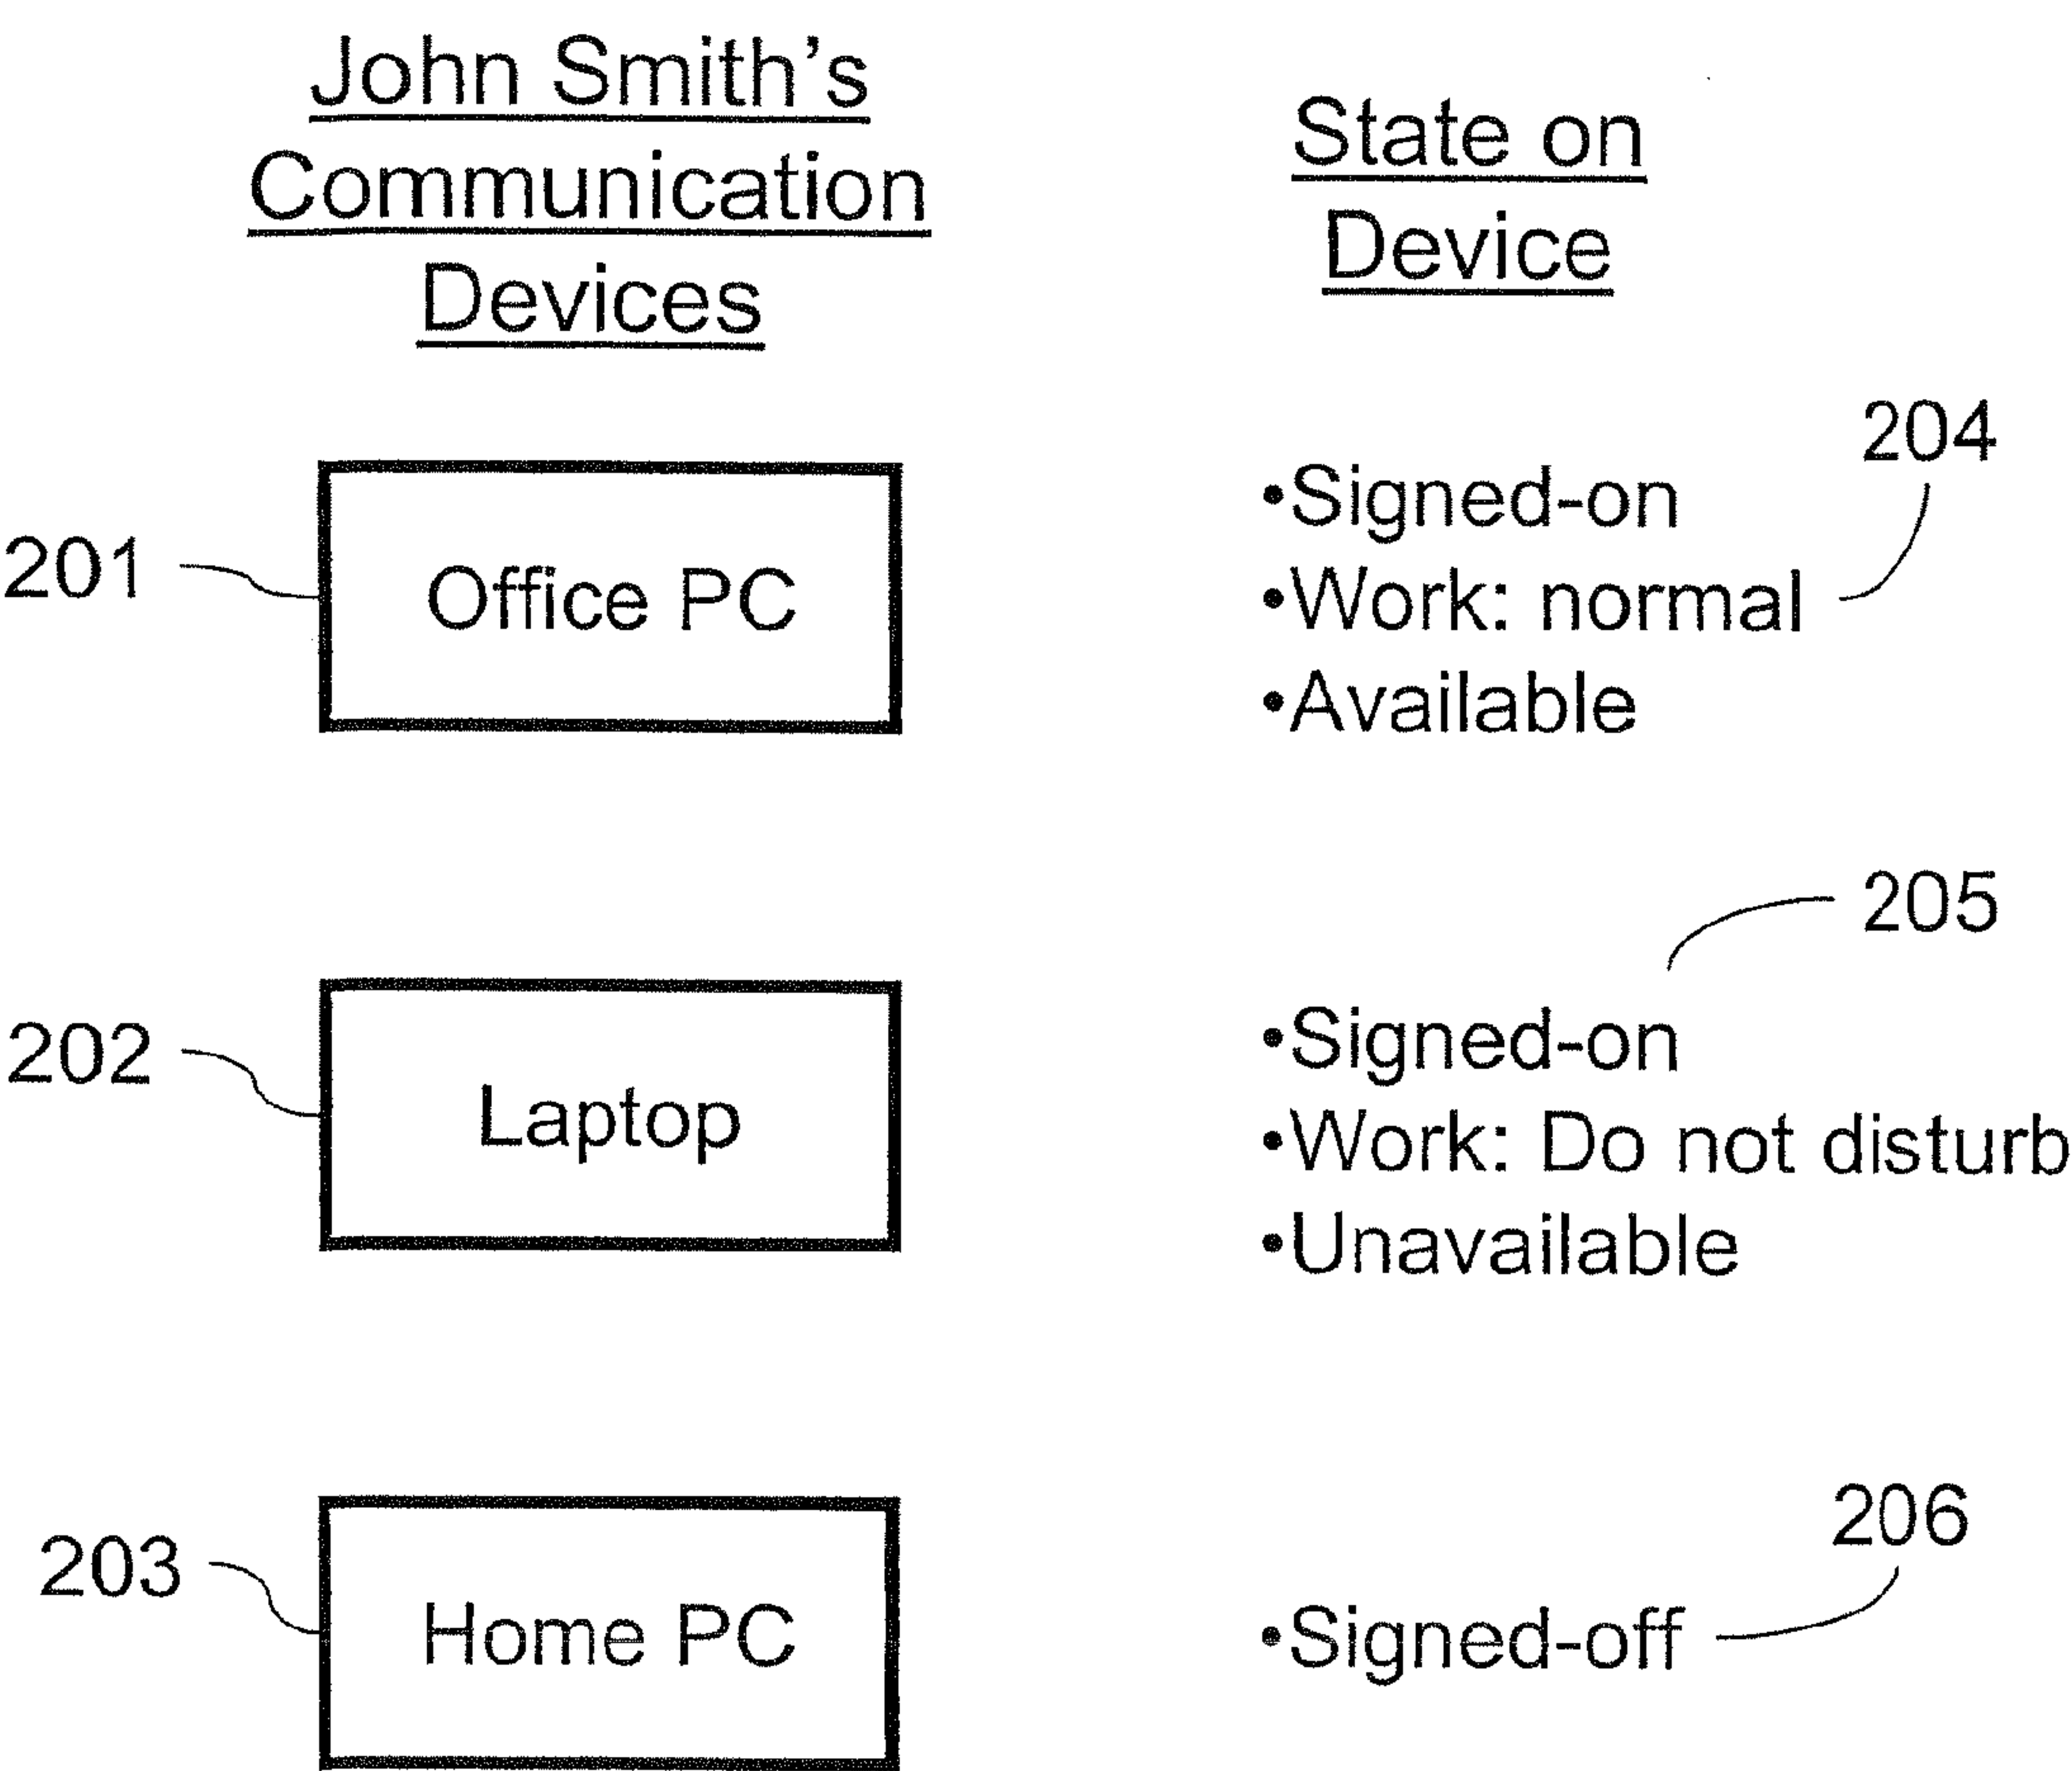 John Smith's
Communication
Devices
State on
Device
201
Office PC
204
•Signed-on
•Work: normal
•Available
202
Laptop
205
•Signed-on
•Work: Do not disturb
•Unavailable
203
Home PC
206
•Signed-off